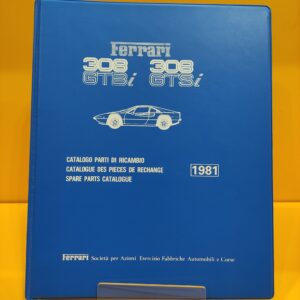 Ferrari
308 308
GTBi GTSi
CATALOGO PARTI DI RICAMBIO
CATALOGUE DES PIECES DE RECHANGE
SPARE PARTS CATALOGUE
1981
Ferrari Società per Azioni Esercizio Fabbriche Automobili e Corse